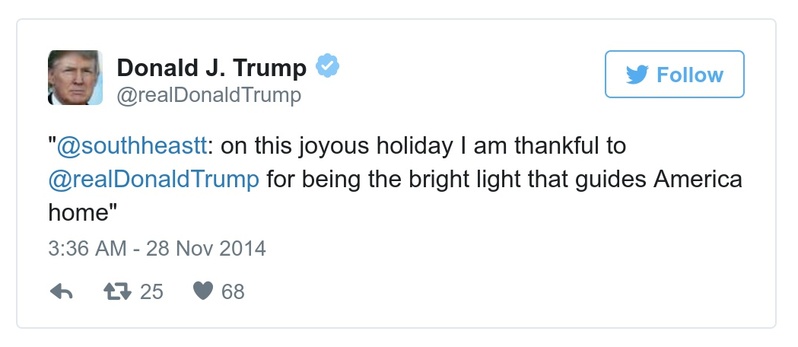 Donald J. Trump
@realDonaldTrump
Follow
"@southheastt: on this joyous holiday I am thankful to
@realDonaldTrump for being the bright light that guides America
home"
3:36 AM - 28 Nov 2014
25 68